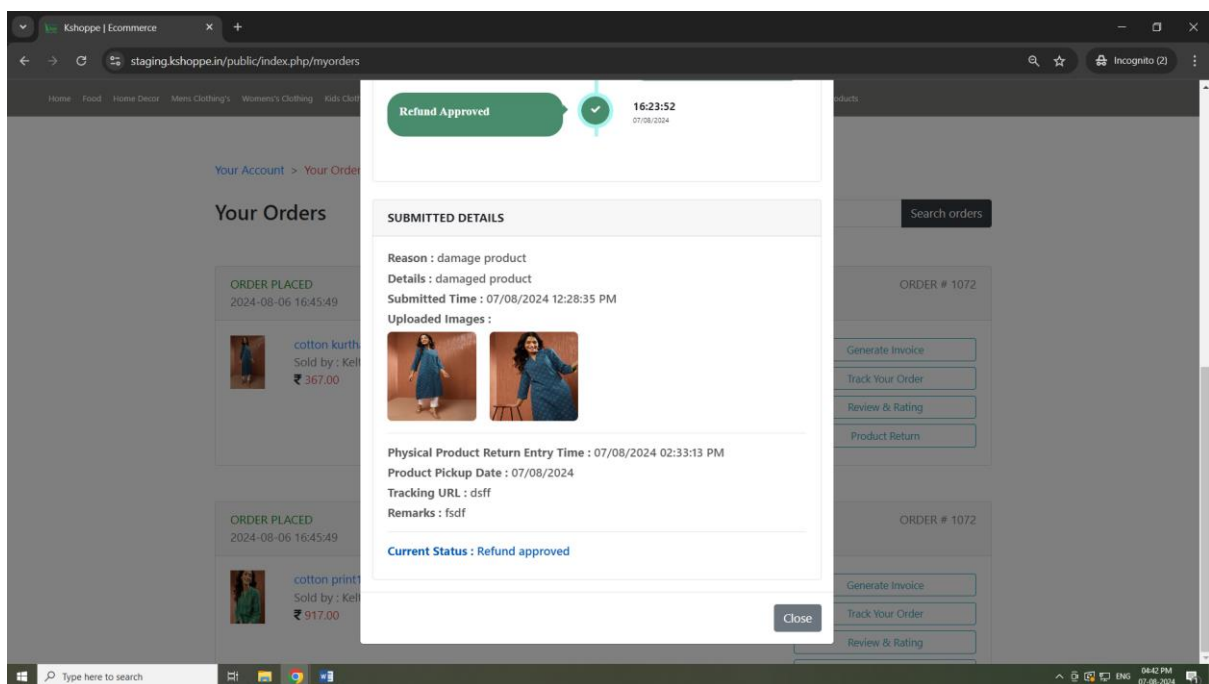 Kshoppe | Ecommerce
staging.kshoppe.in/public/index.php/myorders
Incognito (2)
Home Food Home Decor Mens Clothing's Womens's Clothing Kids Cloth
oducts
Refund Approved
16:23:52
07/08/2024
Your Account > Your Order
Your Orders
Search orders
SUBMITTED DETAILS
Reason : damage product
Details : damaged product
Submitted Time : 07/08/2024 12:28:35 PM
Uploaded Images :
ORDER PLACED
2024-08-06 16:45:49
ORDER # 1072
cotton kurth
Sold by : Kelt
₹ 367.00
Generate Invoice
Track Your Order
Review & Rating
Product Return
Physical Product Return Entry Time : 07/08/2024 02:33:13 PM
Product Pickup Date : 07/08/2024
Tracking URL : dsff
Remarks : fsdf
Current Status : Refund approved
ORDER PLACED
2024-08-06 16:45:49
ORDER # 1072
cotton print1
Sold by : Kelt
₹ 917.00
Generate Invoice
Track Your Order
Review & Rating
Close
Type here to search
ENG
04:42 PM
07-08-2024